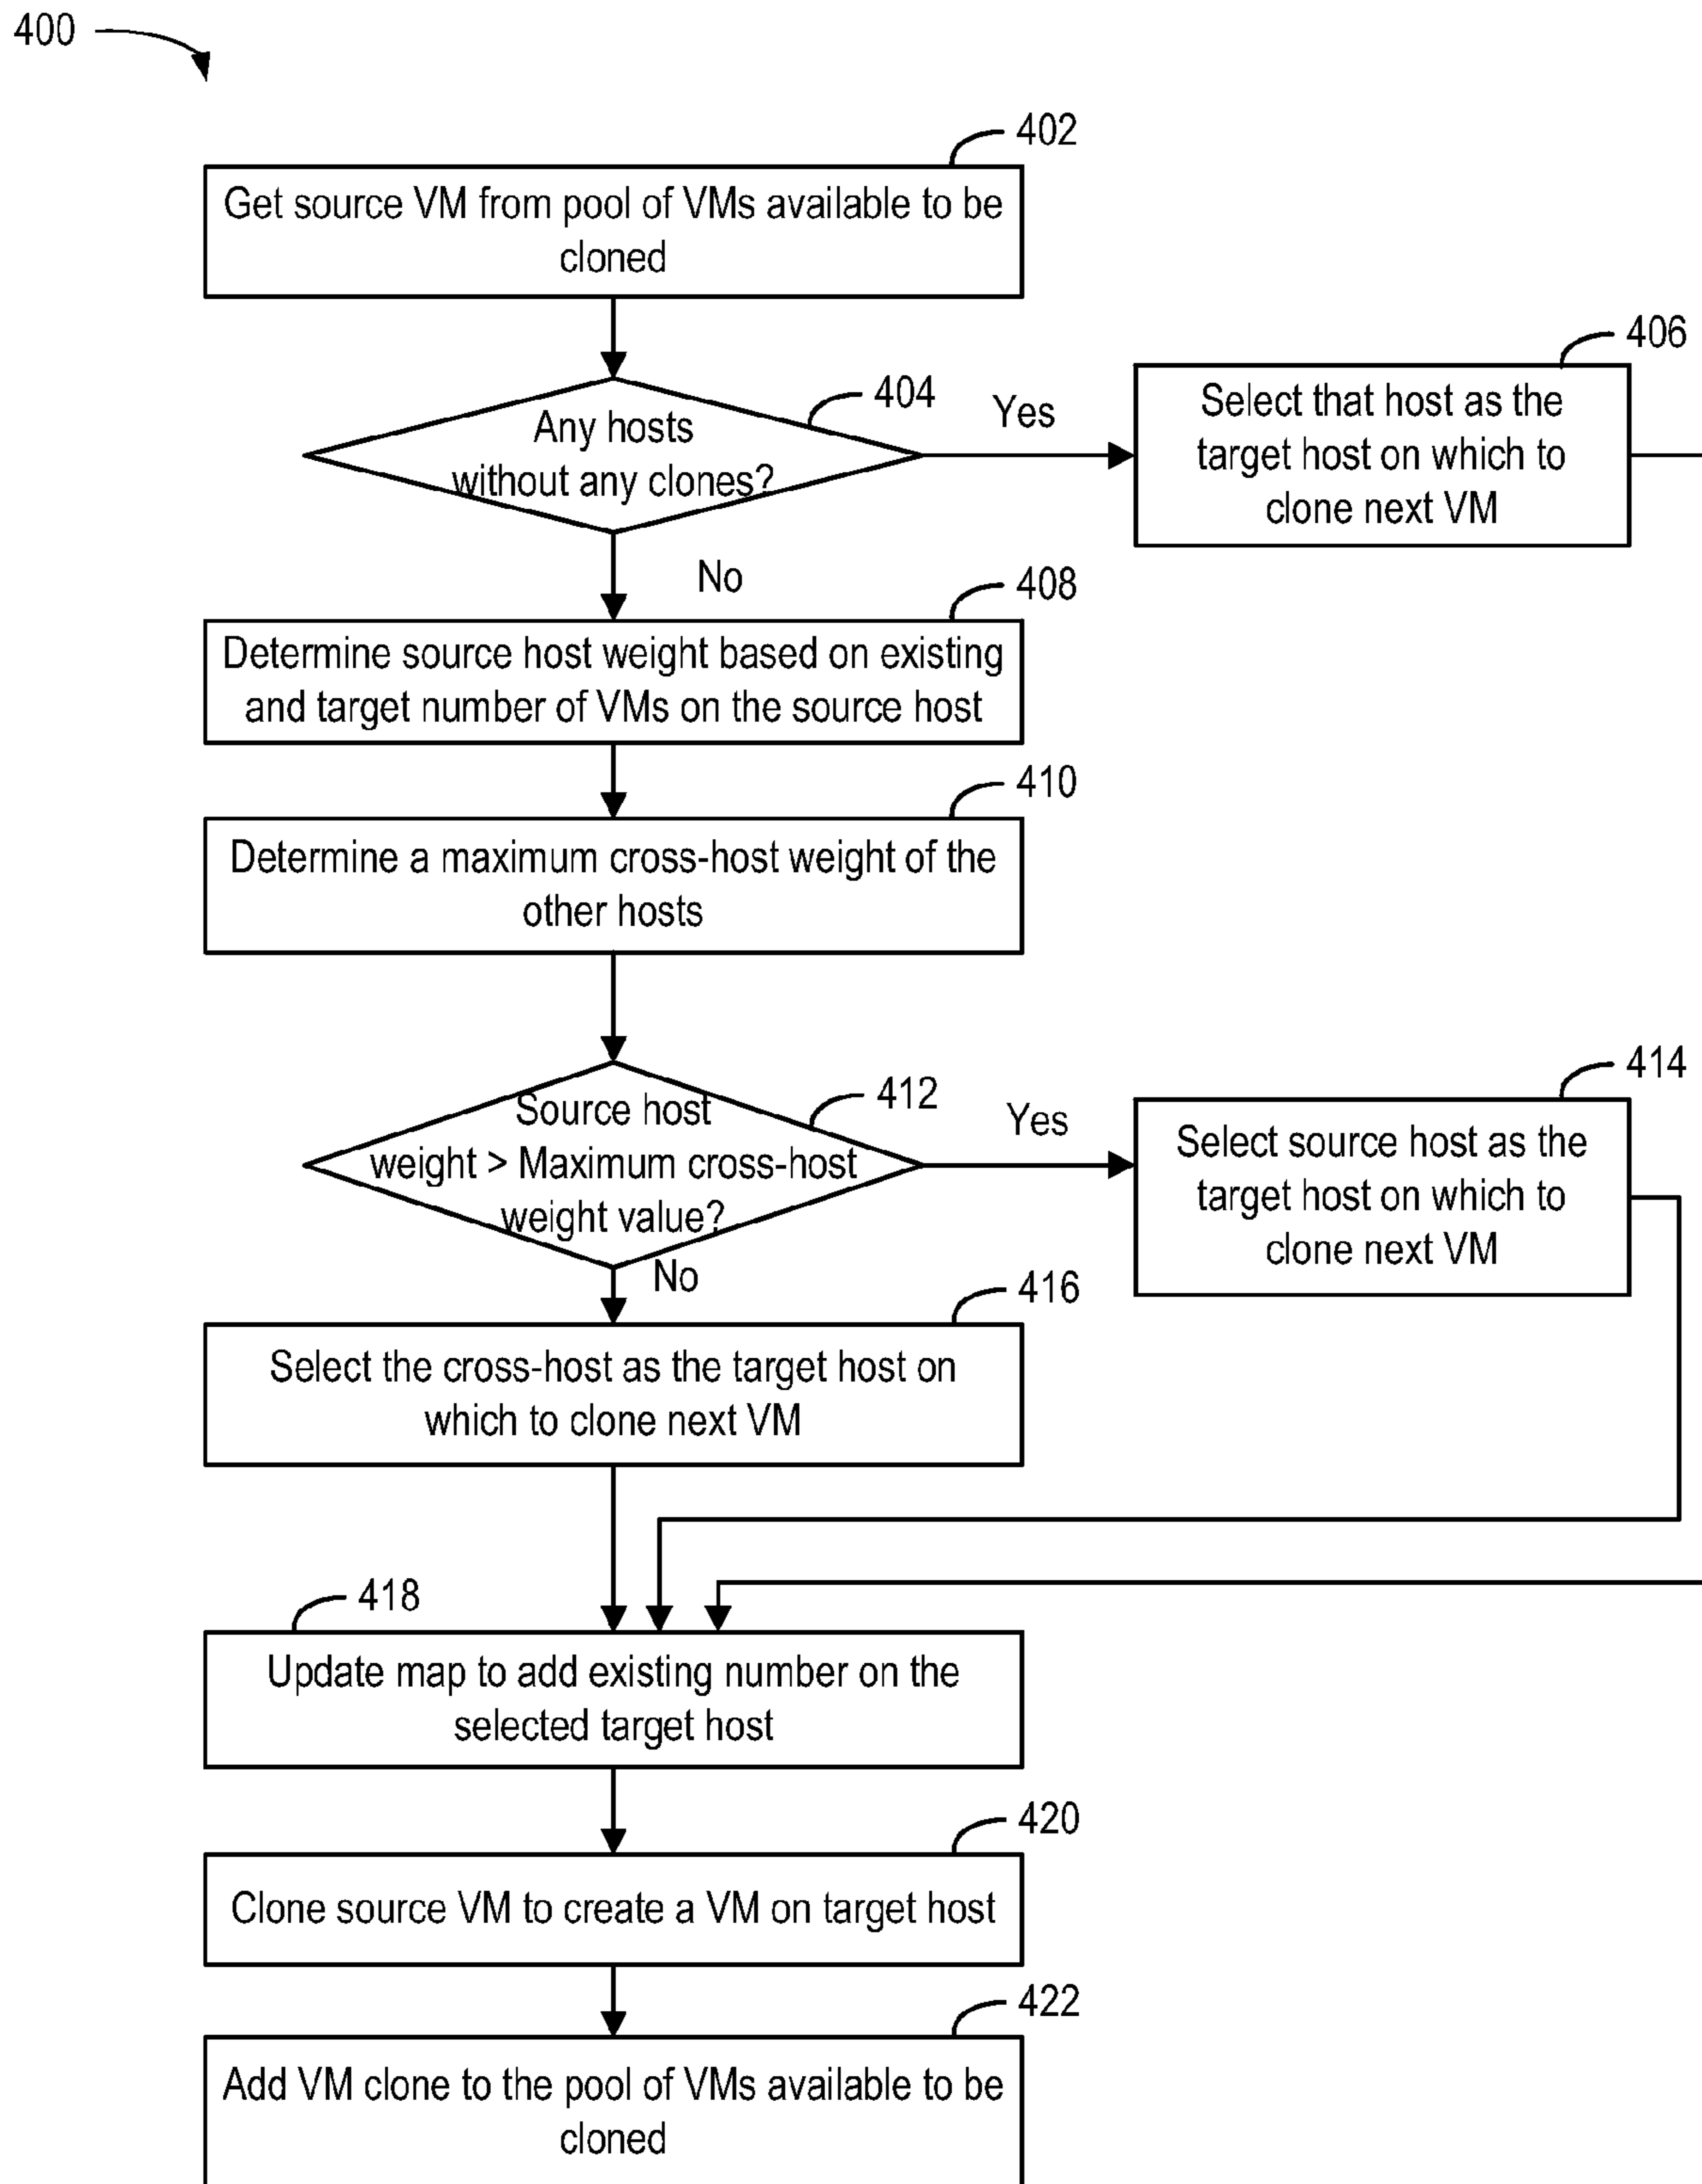 400
402
Get source VM from pool of VMs available to be
cloned
404
Any hosts
without any clones?
Yes
406
Select that host as the
target host on which to
clone next VM
No
408
Determine source host weight based on existing
and target number of VMs on the source host
410
Determine a maximum cross-host weight of the
other hosts
412
Source host
weight > Maximum cross-host
weight value?
Yes
414
Select source host as the
target host on which to
clone next VM
No
416
Select the cross-host as the target host on
which to clone next VM
418
Update map to add existing number on the
selected target host
420
Clone source VM to create a VM on target host
422
Add VM clone to the pool of VMs available to be
cloned